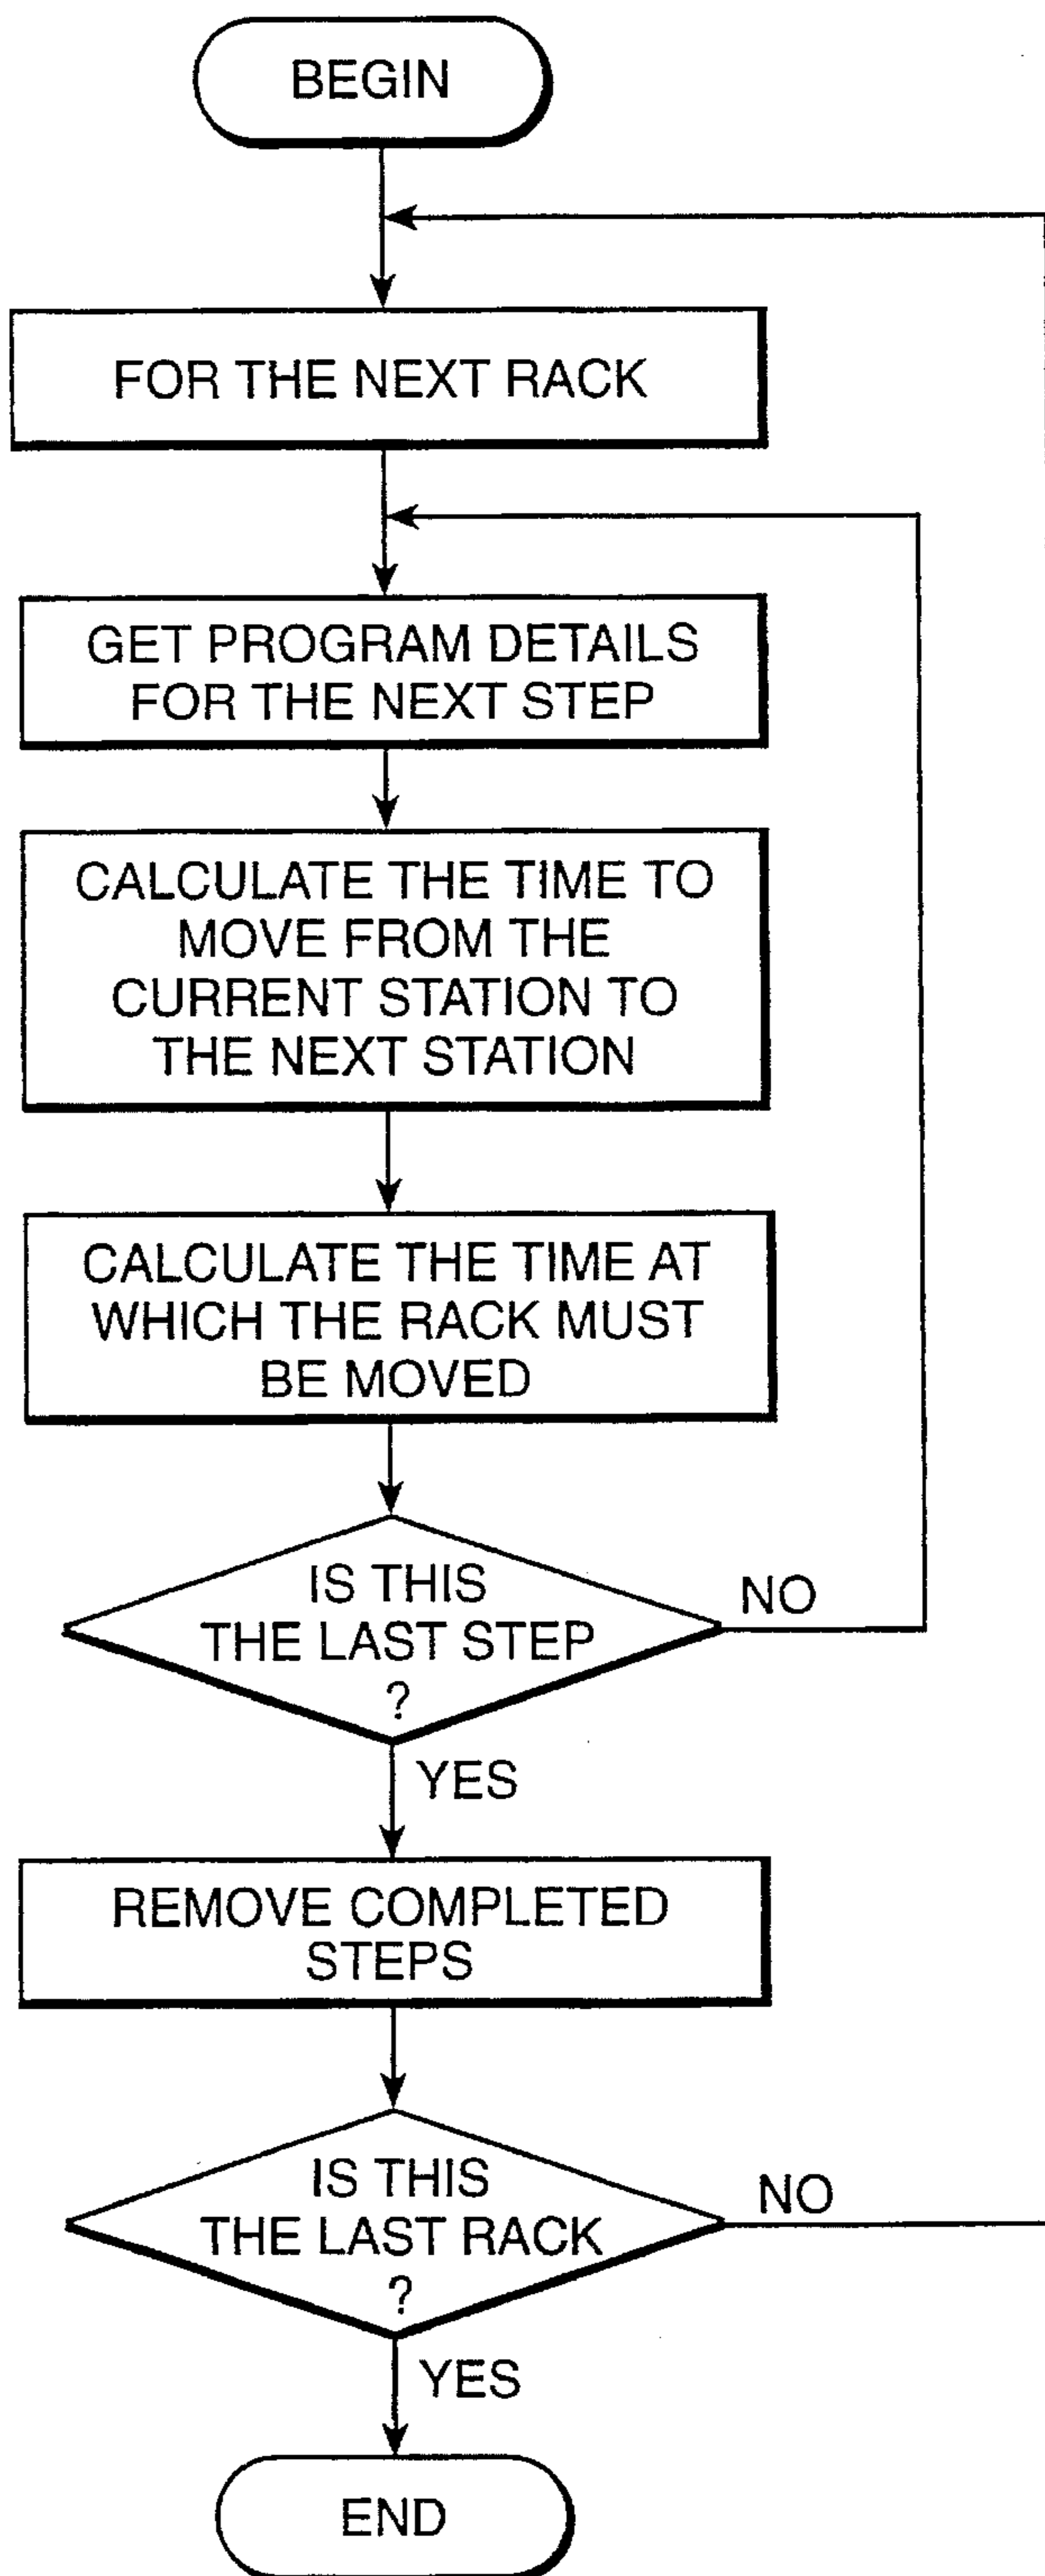 BEGIN
FOR THE NEXT RACK
GET PROGRAM DETAILS
FOR THE NEXT STEP
CALCULATE THE TIME TO
MOVE FROM THE
CURRENT STATION TO
THE NEXT STATION
CALCULATE THE TIME AT
WHICH THE RACK MUST
BE MOVED
IS THIS
THE LAST STEP
?
NO
YES
REMOVE COMPLETED
STEPS
IS THIS
THE LAST RACK
?
NO
YES
END